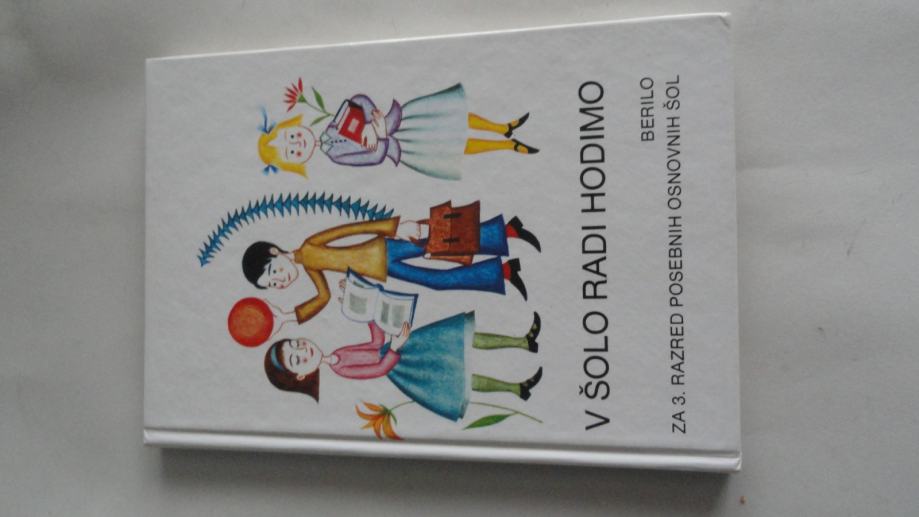 V ŠOLO RADI HODIMO
BERILO
ZA 3. RAZRED POSEBNIH OSNOVNIH ŠOL